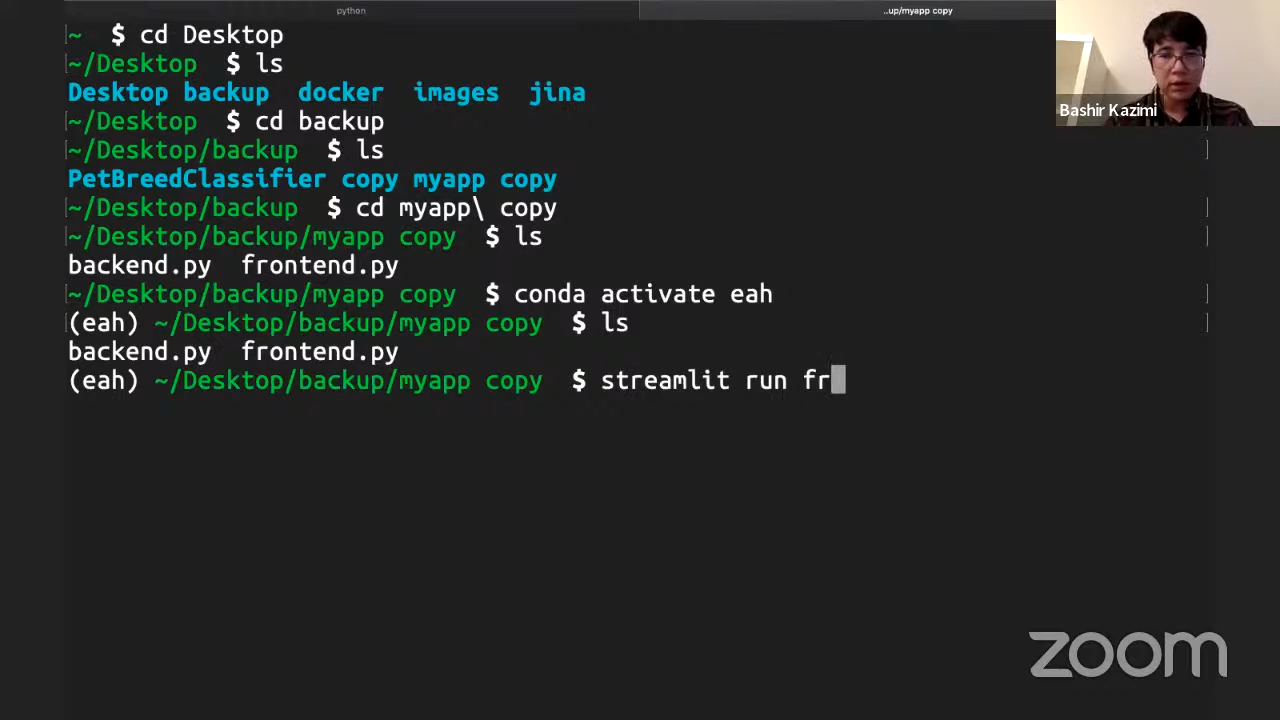 python
..up/myapp copy
~ $ cd Desktop
~/Desktop $ ls
Desktop backup docker images jina
~/Desktop $ cd backup
~/Desktop/backup $ ls
PetBreedClassifier copy myapp copy
~/Desktop/backup $ cd myapp\ copy
~/Desktop/backup/myapp copy $ ls
backend.py frontend.py
~/Desktop/backup/myapp copy $ conda activate eah
(eah) ~/Desktop/backup/myapp copy $ ls
backend.py frontend.py
(eah) ~/Desktop/backup/myapp copy $ streamlit run fr
Bashir Kazimi
zoom